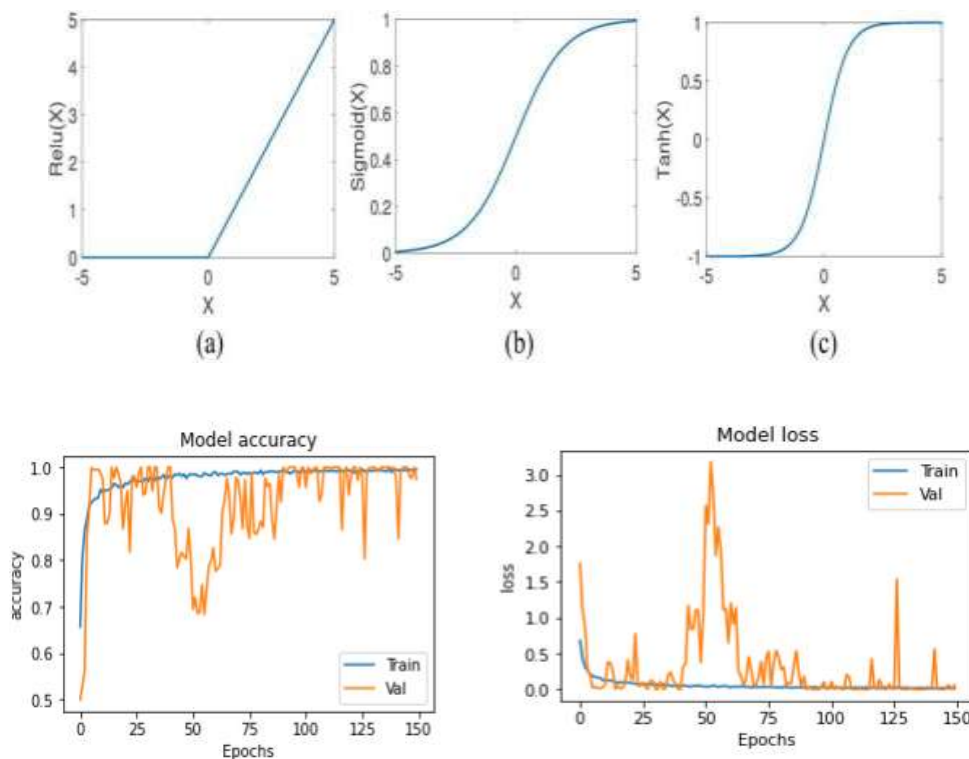 5
4
3
2
1
0
Relu(X)
-5 0 5
X
(a)
1
0.8
0.6
0.4
0.2
0
Sigmoid(X)
-5 0 5
X
(b)
1
0.5
0
-0.5
-1
Tanh(X)
-5 0 5
X
(c)
Model accuracy
1.0
0.9
0.8
0.7
0.6
0.5
accuracy
Train
Val
0 25 50 75 100 125 150
Epochs
Model loss
3.0
2.5
2.0
1.5
1.0
0.5
0.0
loss
Train
Val
0 25 50 75 100 125 150
Epochs